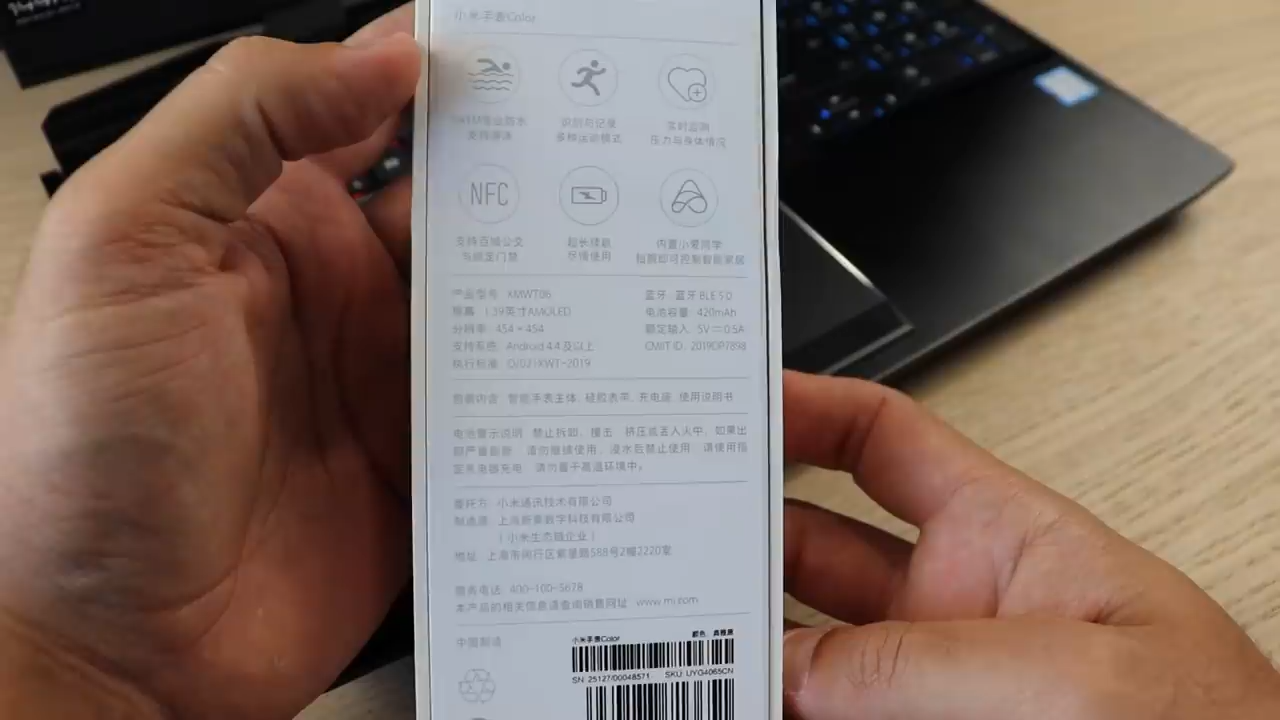 小米手表Color
5ATM专业防水
支持游泳
识别与记录
多种运动模式
实时监测
压力与身体情况
NFC
支持百城公交
与绑定门禁
超长续航
尽情使用
内置小爱同学
抬腕即可控制智能家居
产品型号: XMWT06
屏幕: 1.39英寸AMOLED
分辨率: 454 × 454
支持系统: Android 4.4 及以上
执行标准: Q/021KWT-2019
蓝牙: 蓝牙 BLE 5.0
电池容量: 420mAh
额定输入: 5V⎓0.5A
CMIIT ID: 2019DP7898
包装内含: 智能手表主体、硅胶表带、充电座、使用说明书
电池警示说明: 禁止拆卸、撞击、挤压或丢入火中, 如果出
现严重鼓胀, 请勿继续使用, 浸水后禁止使用, 请使用指
定充电器充电, 请勿置于高温环境中。
委托方: 小米通讯技术有限公司
制造商: 上海新案数字科技有限公司
(小米生态链企业)
地址: 上海市闵行区紫星路588号2幢2220室
服务电话: 400-100-5678
本产品的相关信息请查询销售网址: www.mi.com
中国制造
小米手表Color 颜色: 典雅黑
SN: 25127/00048571 SKU: UYG4065CN